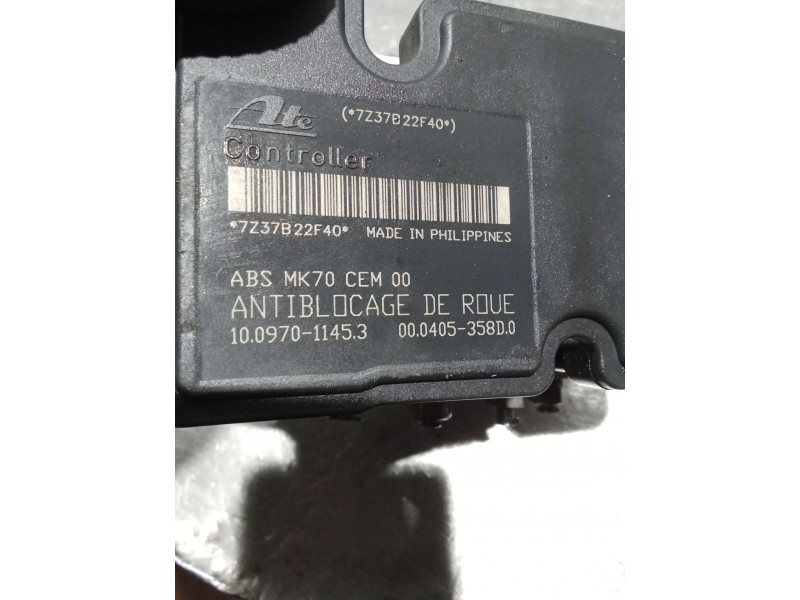 Ate (*7Z37B22F40*)
Controller
*7Z37B22F40* MADE IN PHILIPPINES
ABS MK70 CEM 00
ANTIBLOCAGE DE ROUE
10.0970-1145.3 00.0405-358D.0